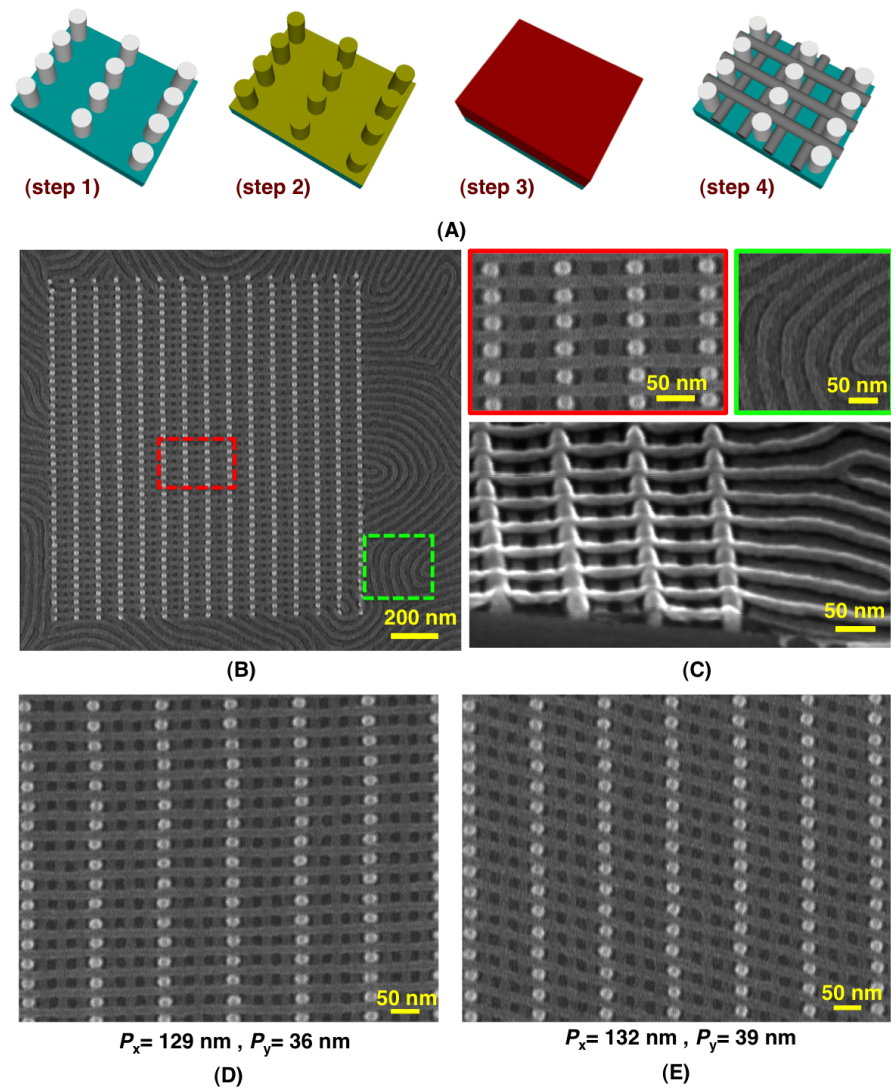 (step 1)
(step 2)
(step 3)
(step 4)
(A)
200 nm
(B)
50 nm
50 nm
50 nm
(C)
50 nm
Px= 129 nm , Py= 36 nm
(D)
50 nm
Px= 132 nm , Py= 39 nm
(E)